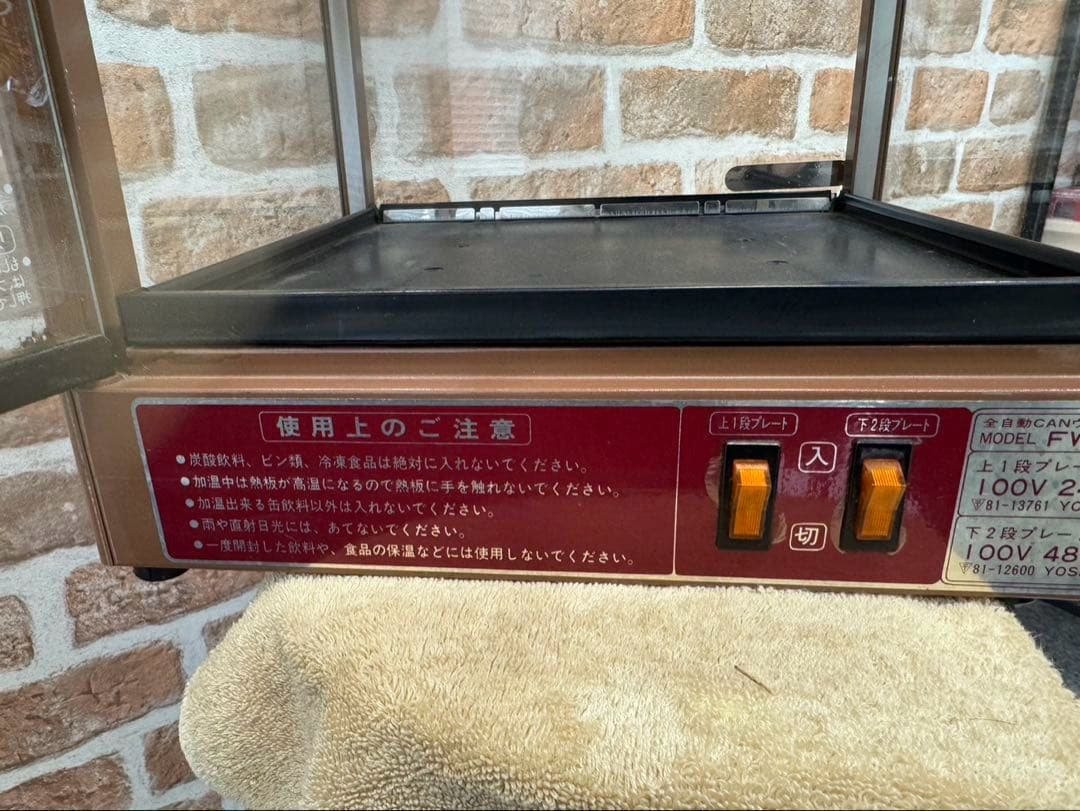 使用上のご注意
●炭酸飲料、ビン類、冷凍食品は絶対に入れないでください。
●加温中は熱板が高温になるので熱板に手を触れないでください。
●加温出来る缶飲料以外は入れないでください。
●雨や直射日光には、あてないでください。
●一度開封した飲料や、食品の保温などには使用しないでください。
上1段プレート
下2段プレート
入
切
全自動CANウ
MODEL FW
上1段プレー
100V 2
81-13761 YO
下2段プレー
100V 48
81-12600 YOS